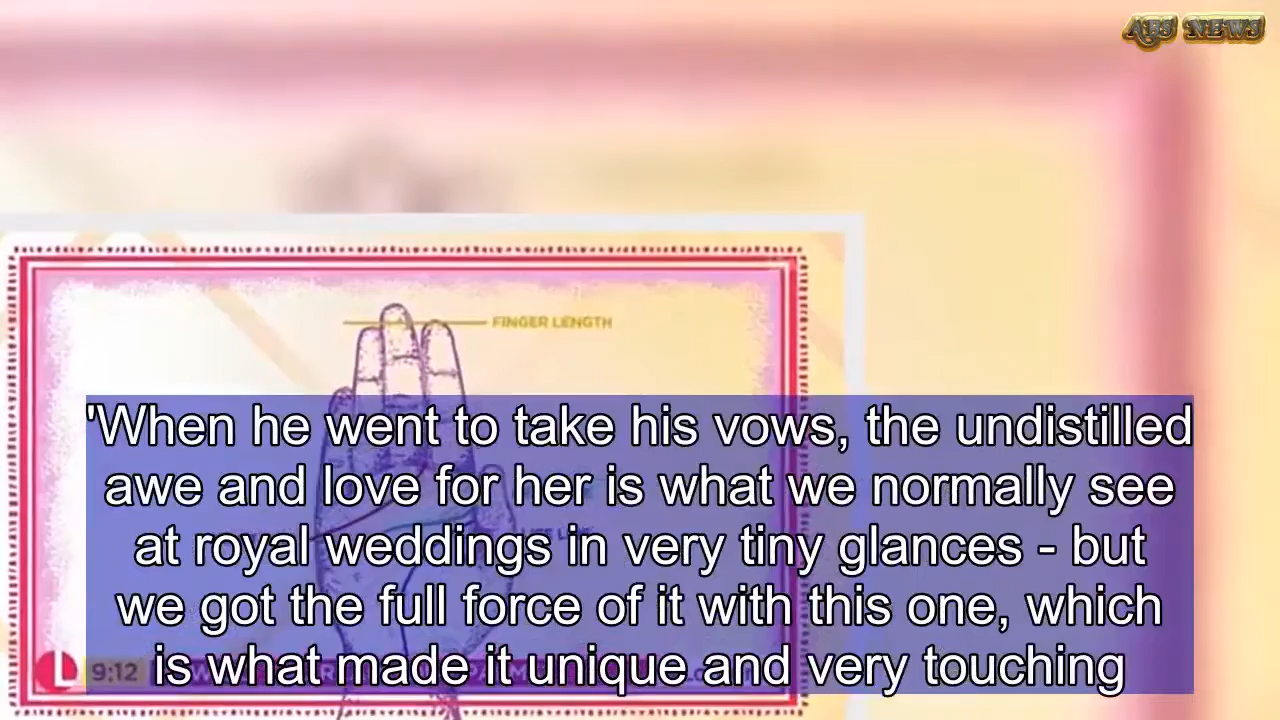 ABS NEWS
FINGER LENGTH
'When he went to take his vows, the undistilled
awe and love for her is what we normally see
at royal weddings in very tiny glances - but
we got the full force of it with this one, which
is what made it unique and very touching
L 9:12